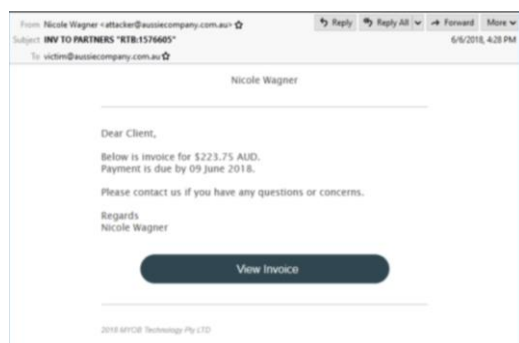 From Nicole Wagner <attacker@aussiecompany.com.au>
Reply Reply All Forward More
Subject INV TO PARTNERS "RTB:1576605"
6/6/2018, 4:28 PM
To victim@aussiecompany.com.au
Nicole Wagner
Dear Client,
Below is invoice for $223.75 AUD.
Payment is due by 09 June 2018.
Please contact us if you have any questions or concerns.
Regards
Nicole Wagner
View Invoice
2018 MYOB Technology Pty LTD